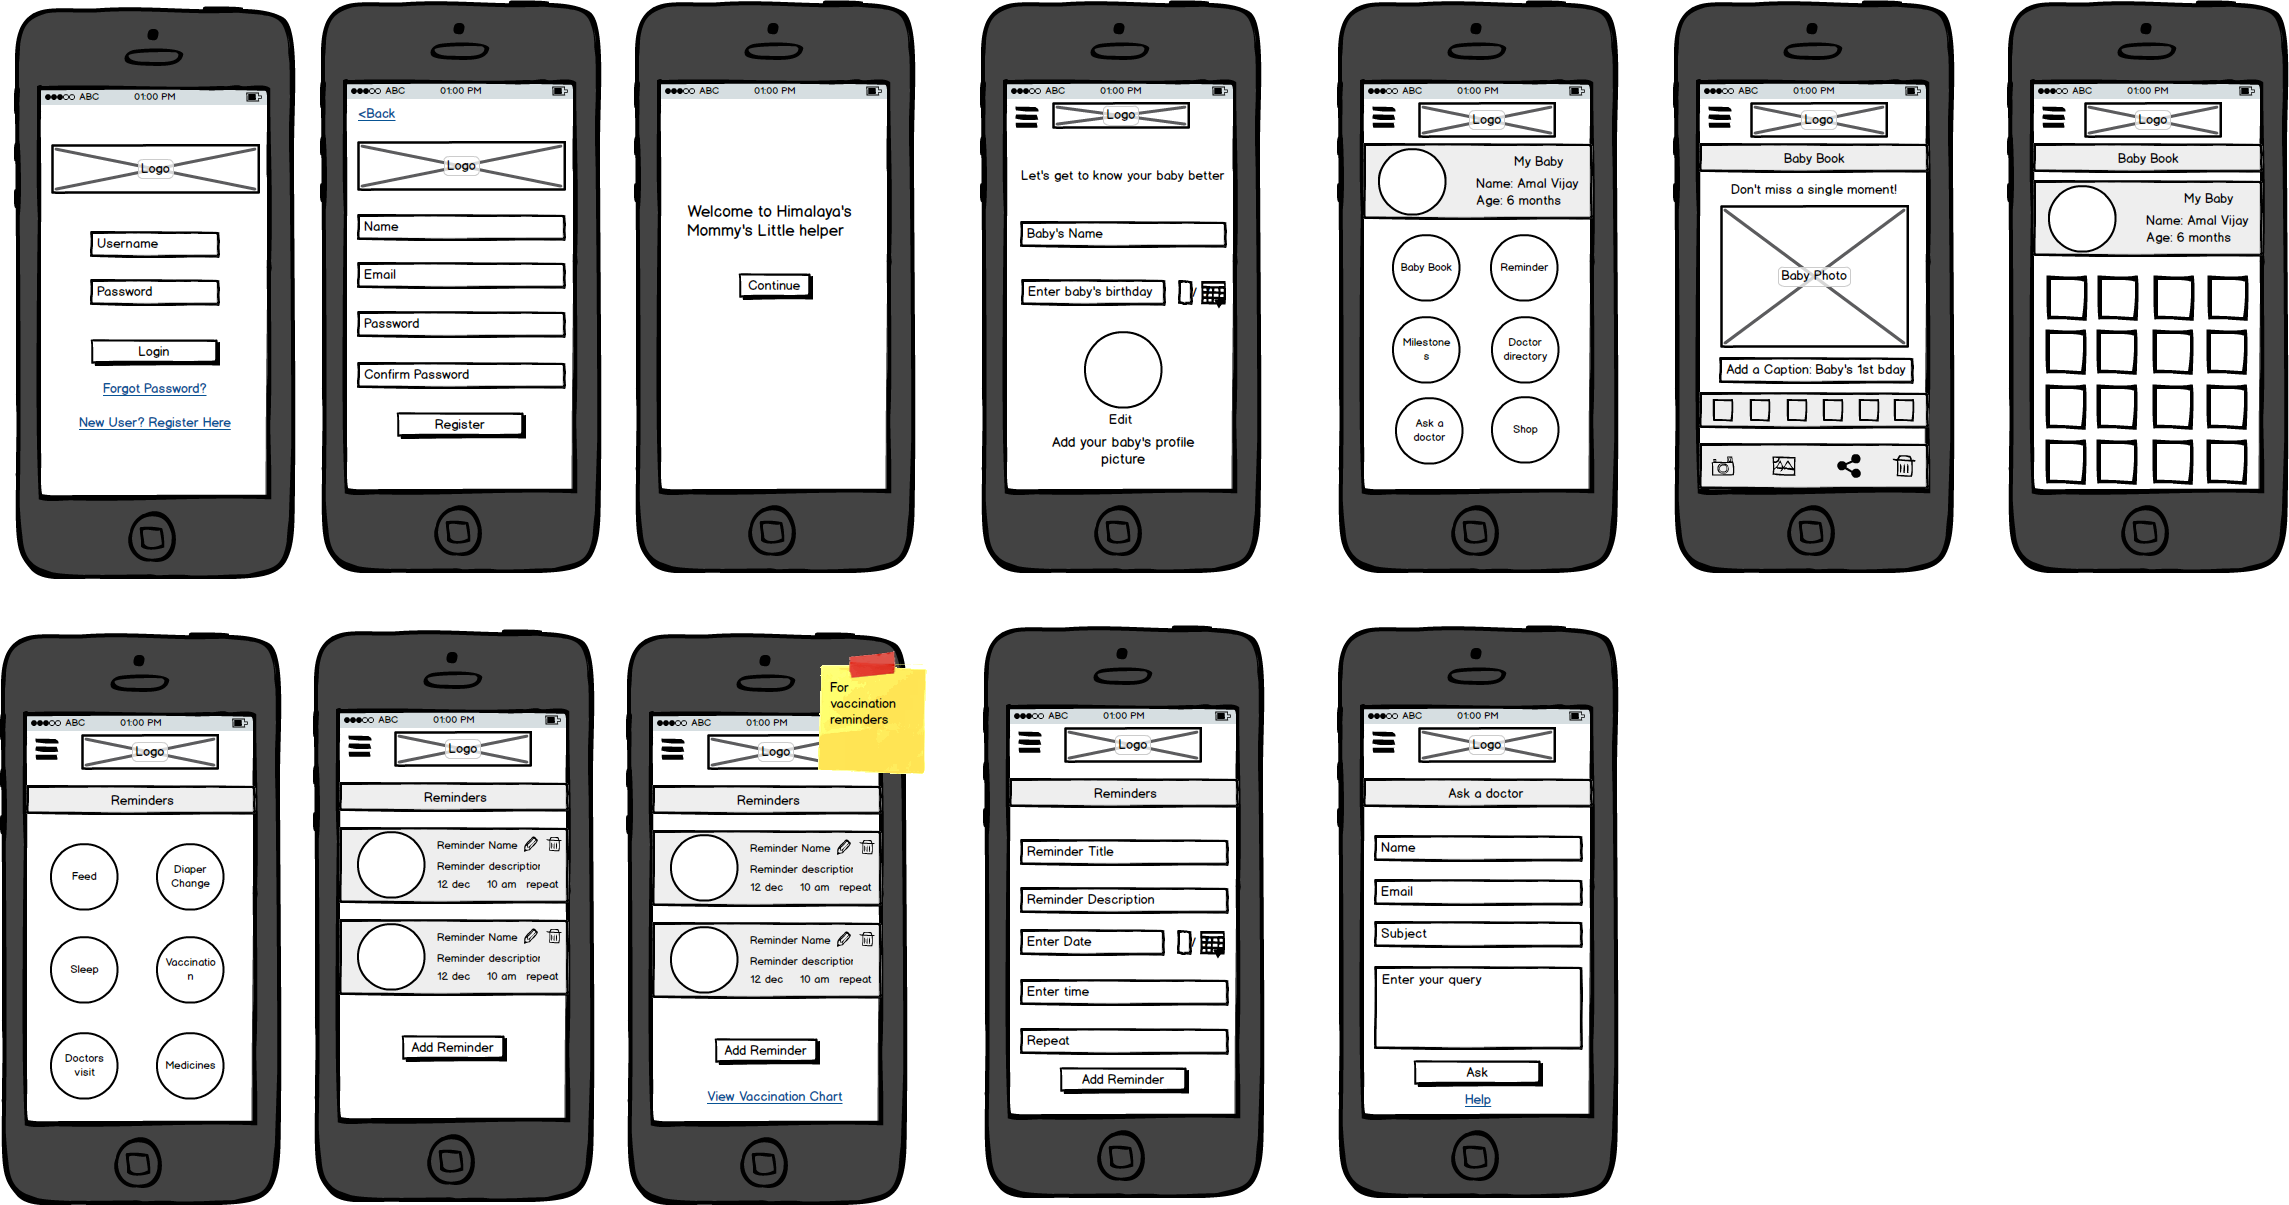 ABC 01:00 PM
Logo
Username
Password
Login
Forgot Password?
New User? Register Here
ABC 01:00 PM
<Back
Logo
Name
Email
Password
Confirm Password
Register
ABC 01:00 PM
Welcome to Himalaya's
Mommy's Little helper
Continue
ABC 01:00 PM
Logo
Let's get to know your baby better
Baby's Name
Enter baby's birthday
/
Edit
Add your baby's profile
picture
ABC 01:00 PM
Logo
My Baby
Name: Amal Vijay
Age: 6 months
Baby Book Reminder
Milestone
s
Doctor
directory
Ask a
doctor
Shop
ABC 01:00 PM
Logo
Baby Book
Don't miss a single moment!
Baby Photo
Add a Caption: Baby's 1st bday
ABC 01:00 PM
Logo
Baby Book
My Baby
Name: Amal Vijay
Age: 6 months
ABC 01:00 PM
Logo
Reminders
Feed
Diaper
Change
Sleep
Vaccinatio
n
Doctors
visit
Medicines
ABC 01:00 PM
Logo
Reminders
Reminder Name
Reminder description
12 dec 10 am repeat
Reminder Name
Reminder description
12 dec 10 am repeat
Add Reminder
For
vaccination
reminders
ABC 01:00 PM
Logo
Reminders
Reminder Name
Reminder description
12 dec 10 am repeat
Reminder Name
Reminder description
12 dec 10 am repeat
Add Reminder
View Vaccination Chart
ABC 01:00 PM
Logo
Reminders
Reminder Title
Reminder Description
Enter Date
/
Enter time
Repeat
Add Reminder
ABC 01:00 PM
Logo
Ask a doctor
Name
Email
Subject
Enter your query
Ask
Help